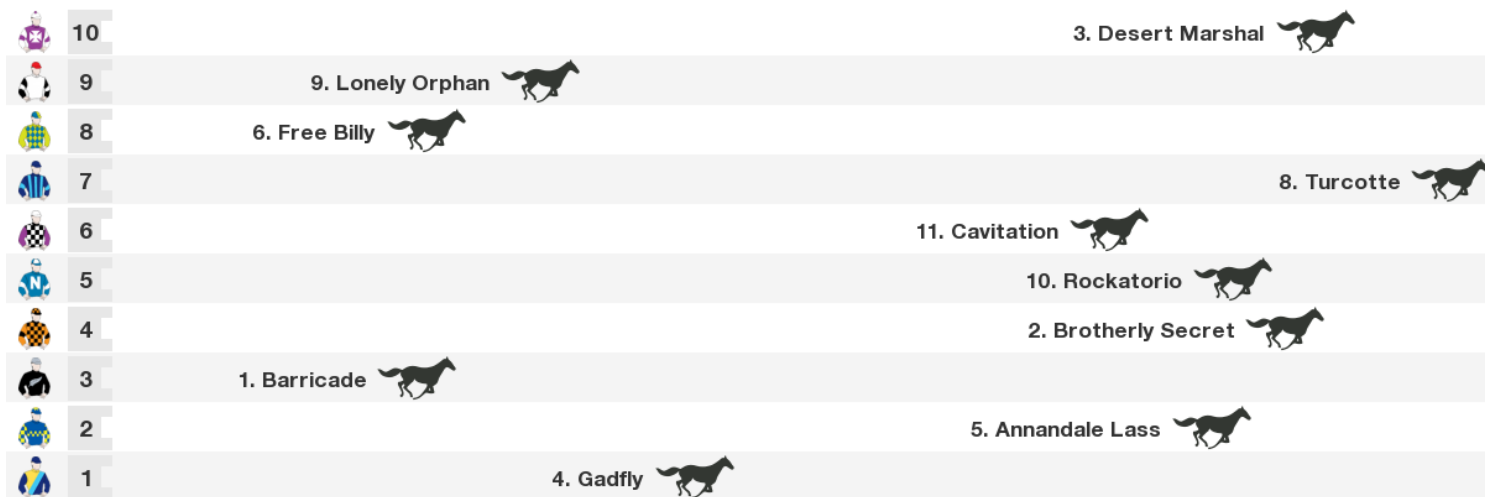 10 3. Desert Marshal
9 9. Lonely Orphan
8 6. Free Billy
7 8. Turcotte
6 11. Cavitation
N 5 10. Rockatorio
4 2. Brotherly Secret
3 1. Barricade
2 5. Annandale Lass
1 4. Gadfly